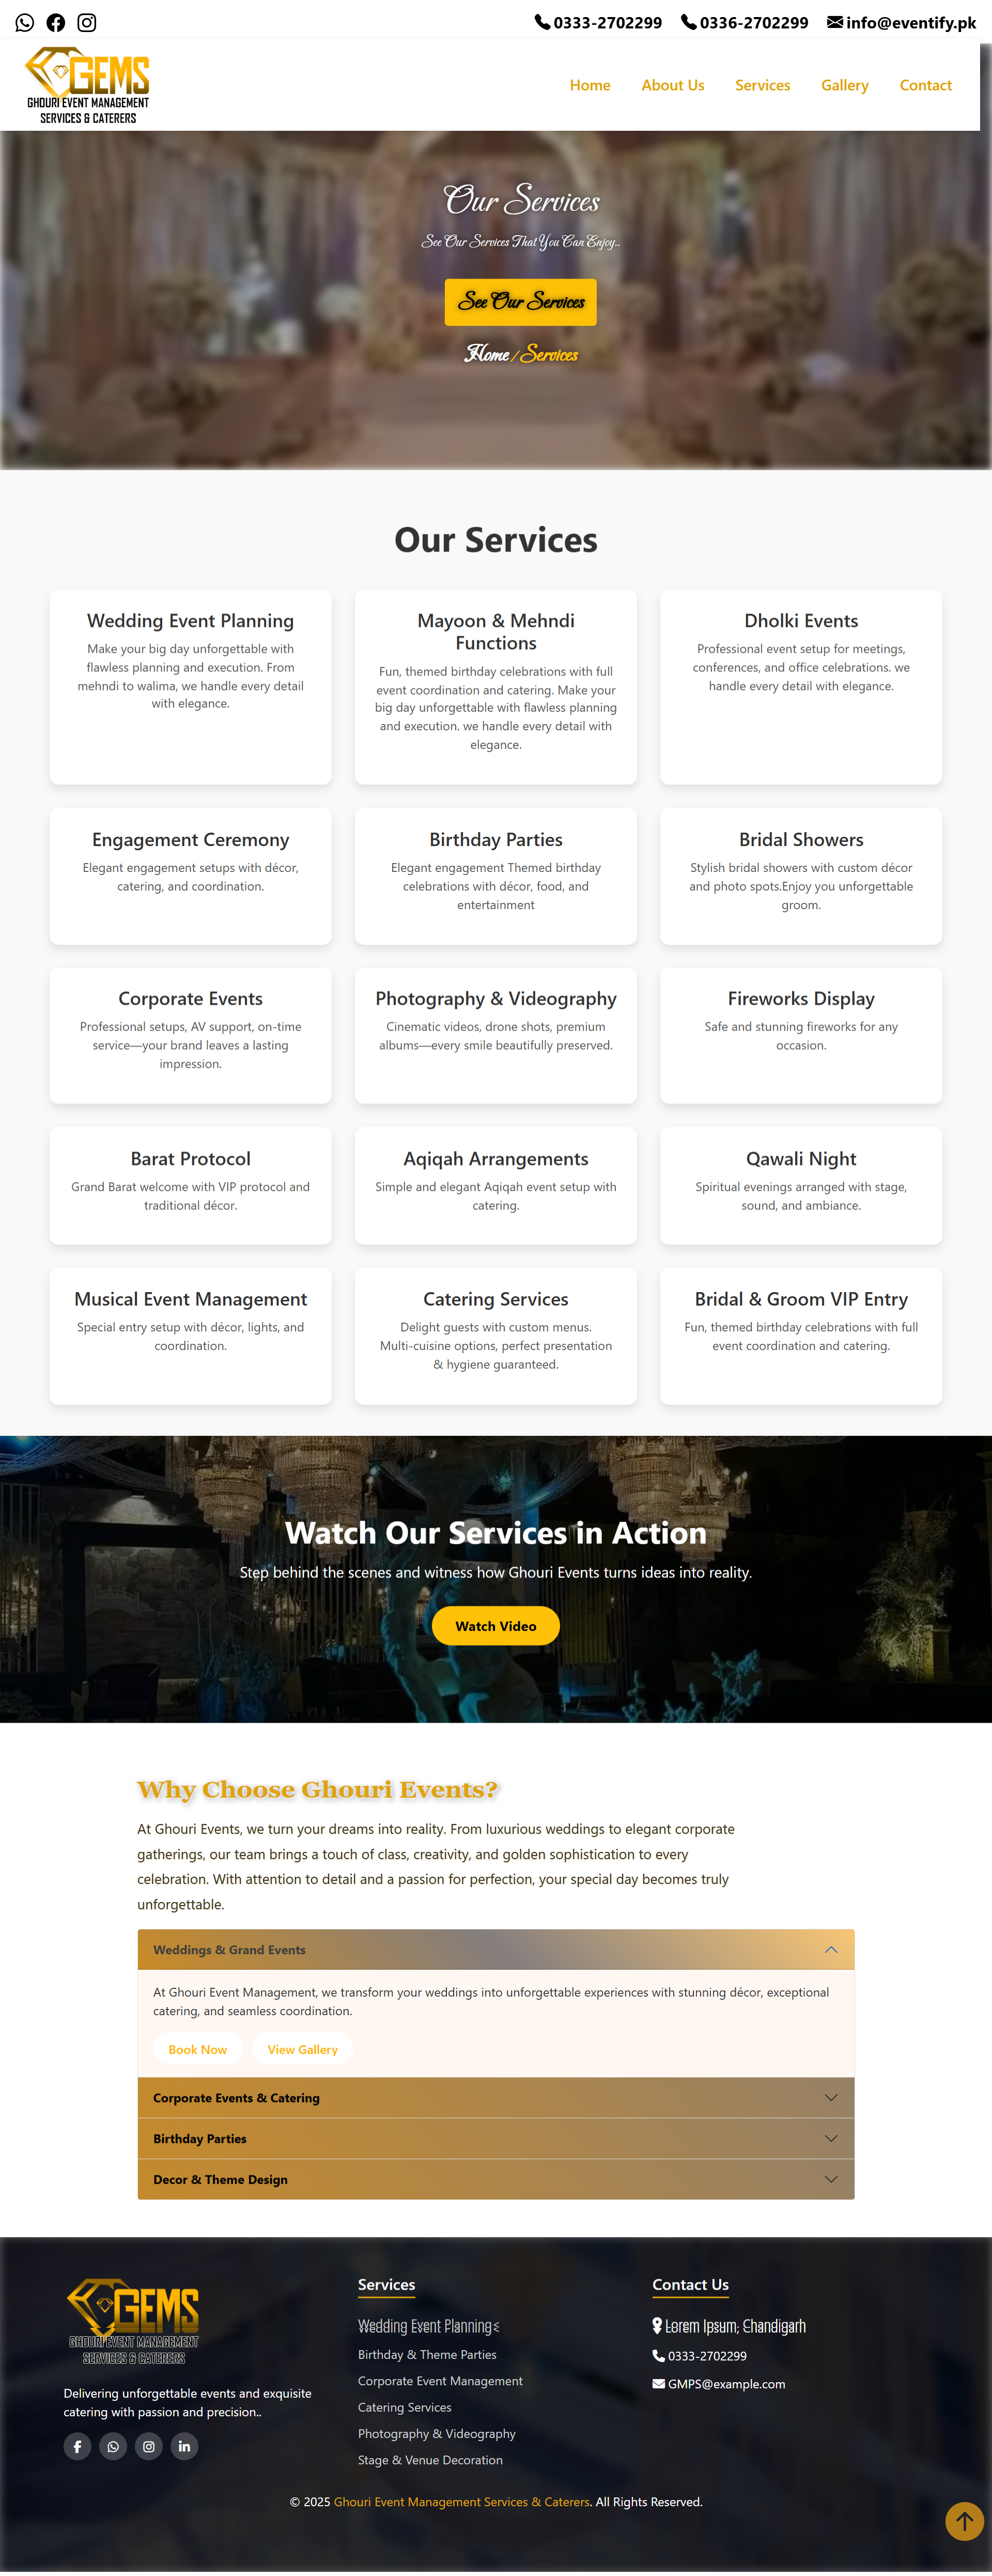 0333-2702299 0336-2702299 info@eventify.pk
GEMS
GHOURI EVENT MANAGEMENT
SERVICES & CATERERS
Home About Us Services Gallery Contact
Our Services
See Our Services That You Can Enjoy..
See Our Services
Home / Services
Our Services
Wedding Event Planning
Make your big day unforgettable with
flawless planning and execution. From
mehndi to walima, we handle every detail
with elegance.
Mayoon & Mehndi
Functions
Fun, themed birthday celebrations with full
event coordination and catering. Make your
big day unforgettable with flawless planning
and execution. we handle every detail with
elegance.
Dholki Events
Professional event setup for meetings,
conferences, and office celebrations. we
handle every detail with elegance.
Engagement Ceremony
Elegant engagement setups with décor,
catering, and coordination.
Birthday Parties
Elegant engagement Themed birthday
celebrations with décor, food, and
entertainment
Bridal Showers
Stylish bridal showers with custom décor
and photo spots.Enjoy you unforgettable
groom.
Corporate Events
Professional setups, AV support, on-time
service—your brand leaves a lasting
impression.
Photography & Videography
Cinematic videos, drone shots, premium
albums—every smile beautifully preserved.
Fireworks Display
Safe and stunning fireworks for any
occasion.
Barat Protocol
Grand Barat welcome with VIP protocol and
traditional décor.
Aqiqah Arrangements
Simple and elegant Aqiqah event setup with
catering.
Qawali Night
Spiritual evenings arranged with stage,
sound, and ambiance.
Musical Event Management
Special entry setup with décor, lights, and
coordination.
Catering Services
Delight guests with custom menus.
Multi-cuisine options, perfect presentation
& hygiene guaranteed.
Bridal & Groom VIP Entry
Fun, themed birthday celebrations with full
event coordination and catering.
Watch Our Services in Action
Step behind the scenes and witness how Ghouri Events turns ideas into reality.
Watch Video
Why Choose Ghouri Events?
At Ghouri Events, we turn your dreams into reality. From luxurious weddings to elegant corporate
gatherings, our team brings a touch of class, creativity, and golden sophistication to every
celebration. With attention to detail and a passion for perfection, your special day becomes truly
unforgettable.
Weddings & Grand Events
At Ghouri Event Management, we transform your weddings into unforgettable experiences with stunning décor, exceptional
catering, and seamless coordination.
Book Now View Gallery
Corporate Events & Catering
Birthday Parties
Decor & Theme Design
GEMS
GHOURI EVENT MANAGEMENT
SERVICES & CATERERS
Delivering unforgettable events and exquisite
catering with passion and precision..
Services
Wedding Event Planning<
Birthday & Theme Parties
Corporate Event Management
Catering Services
Photography & Videography
Stage & Venue Decoration
Contact Us
Lorem Ipsum, Chandigarh
0333-2702299
GMPS@example.com
© 2025 Ghouri Event Management Services & Caterers. All Rights Reserved.